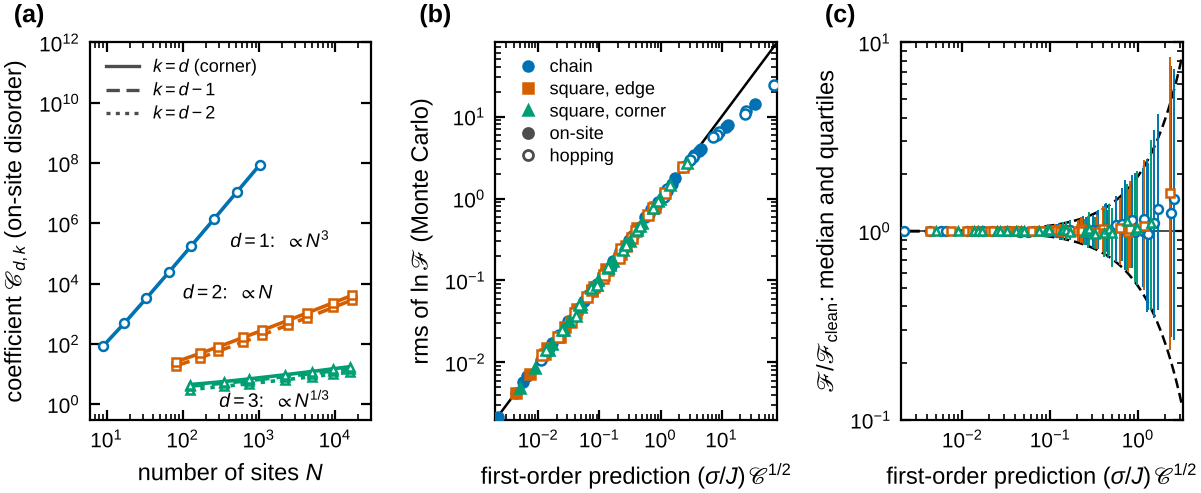 (a)
coefficient 𝒞_{d,k} (on-site disorder)
10^{12}
10^{10}
10^8
10^6
10^4
10^2
10^0
k = d (corner)
k = d − 1
k = d − 2
d = 1: ∝N^3
d = 2: ∝N
d = 3: ∝N^{1/3}
10^1 10^2 10^3 10^4
number of sites N
(b)
rms of ln ℱ (Monte Carlo)
10^1
10^0
10^{−1}
10^{−2}
chain
square, edge
square, corner
on-site
hopping
10^{−2} 10^{−1} 10^0 10^1
first-order prediction (σ/J) 𝒞^{1/2}
(c)
ℱ/ℱ_{clean}: median and quartiles
10^1
10^0
10^{−1}
10^{−2} 10^{−1} 10^0
first-order prediction (σ/J) 𝒞^{1/2}